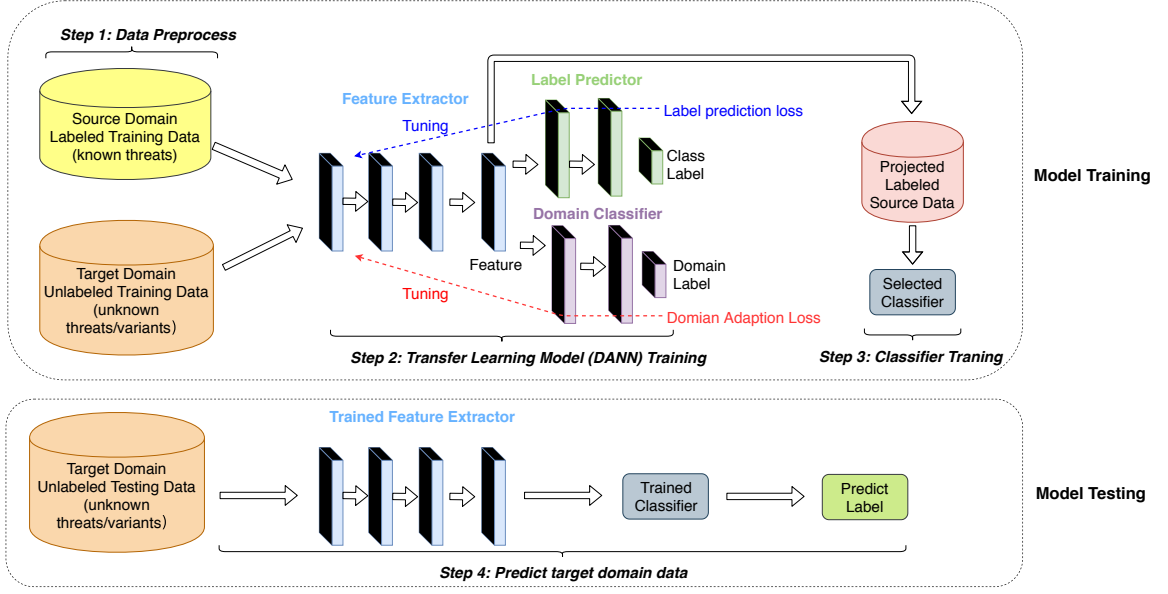 Step 1: Data Preprocess
Source Domain
Labeled Training Data
(known threats)
Target Domain
Unlabeled Training Data
(unknown
threats/variants)
Feature Extractor
Tuning
Label Predictor
Label prediction loss
Class
Label
Feature
Domain Classifier
Domain
Label
Tuning
Domian Adaption Loss
Step 2: Transfer Learning Model (DANN) Training
Projected
Labeled
Source Data
Selected
Classifier
Step 3: Classifier Traning
Model Training
Target Domain
Unlabeled Testing Data
(unknown
threats/variants)
Trained Feature Extractor
Trained
Classifier
Predict
Label
Step 4: Predict target domain data
Model Testing